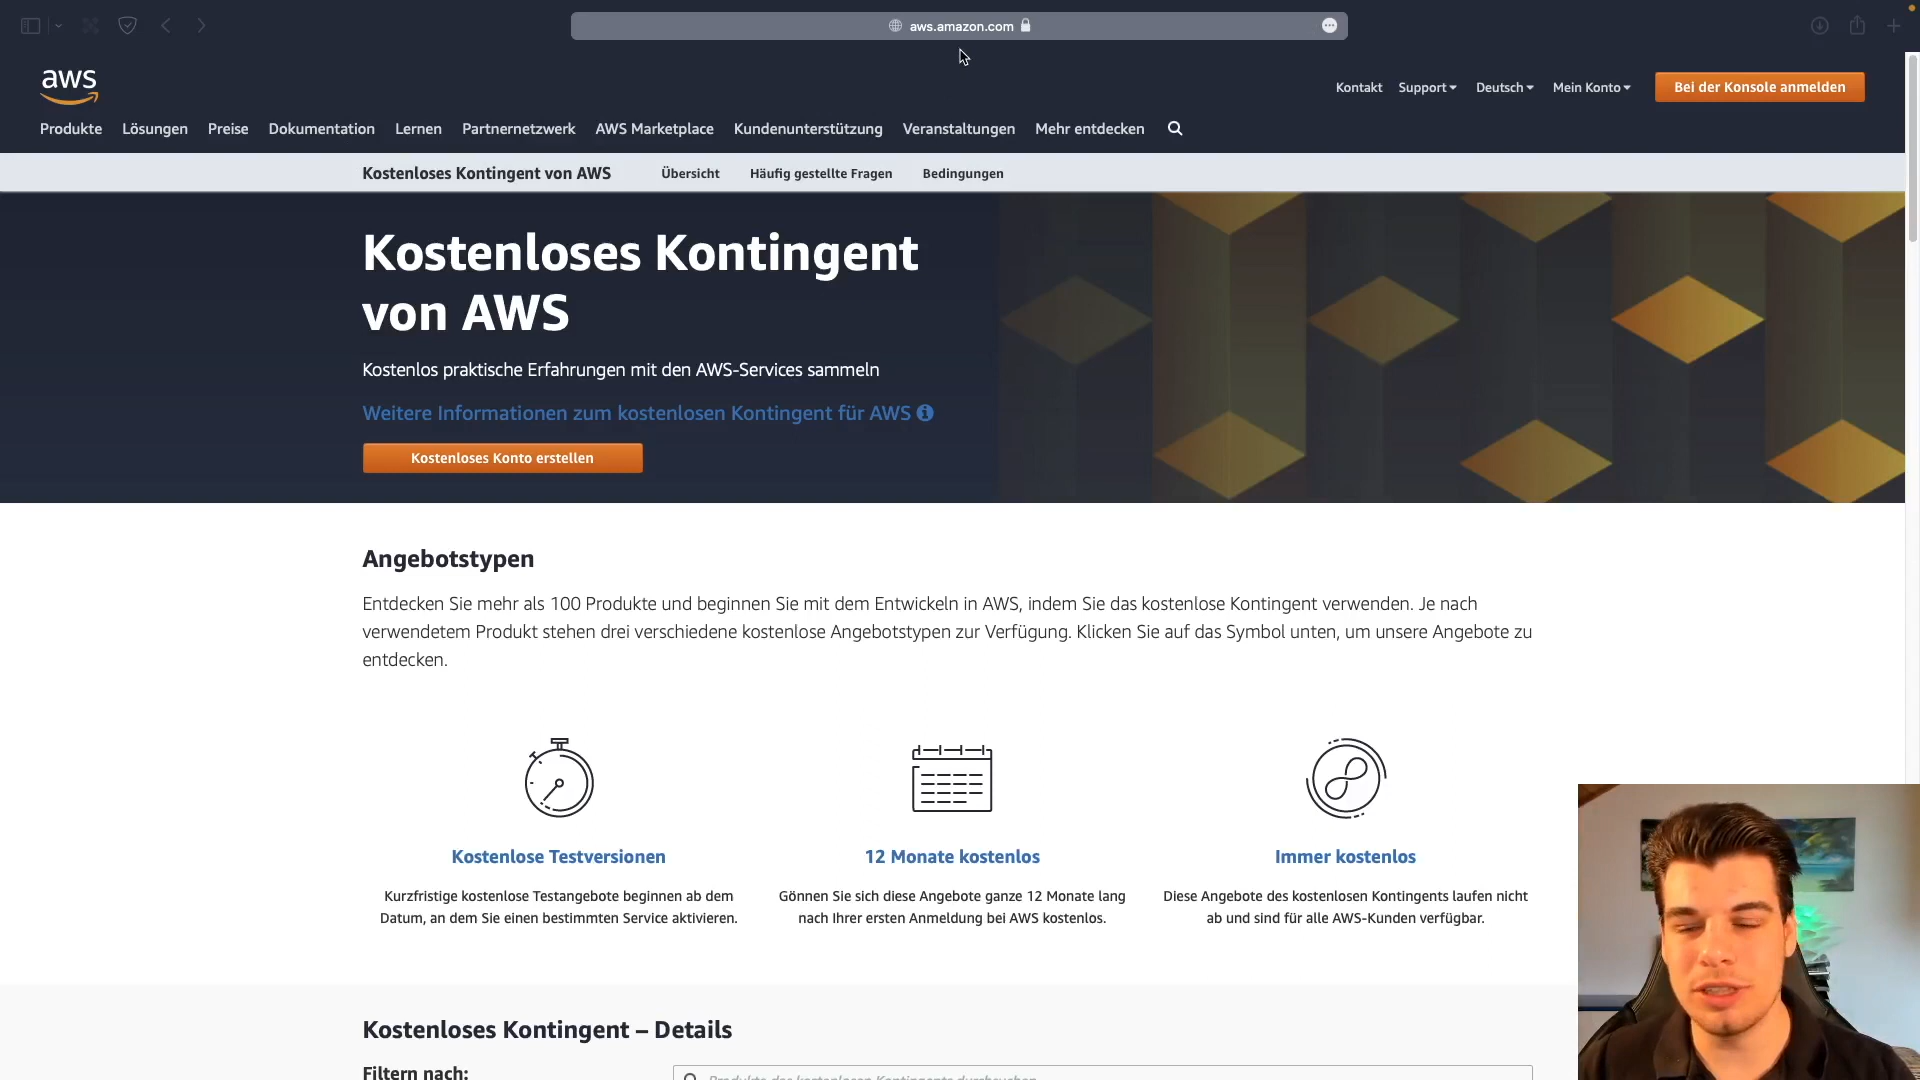 aws.amazon.com
aws
Kontakt Support Deutsch Mein Konto Bei der Konsole anmelden
Produkte Lösungen Preise Dokumentation Lernen Partnernetzwerk AWS Marketplace Kundenunterstützung Veranstaltungen Mehr entdecken
Kostenloses Kontingent von AWS Übersicht Häufig gestellte Fragen Bedingungen
Kostenloses Kontingent
von AWS
Kostenlos praktische Erfahrungen mit den AWS-Services sammeln
Weitere Informationen zum kostenlosen Kontingent für AWS
Kostenloses Konto erstellen
Angebotstypen
Entdecken Sie mehr als 100 Produkte und beginnen Sie mit dem Entwickeln in AWS, indem Sie das kostenlose Kontingent verwenden. Je nach
verwendetem Produkt stehen drei verschiedene kostenlose Angebotstypen zur Verfügung. Klicken Sie auf das Symbol unten, um unsere Angebote zu
entdecken.
Kostenlose Testversionen
Kurzfristige kostenlose Testangebote beginnen ab dem
Datum, an dem Sie einen bestimmten Service aktivieren.
12 Monate kostenlos
Gönnen Sie sich diese Angebote ganze 12 Monate lang
nach Ihrer ersten Anmeldung bei AWS kostenlos.
Immer kostenlos
Diese Angebote des kostenlosen Kontingents laufen nicht
ab und sind für alle AWS-Kunden verfügbar.
Kostenloses Kontingent – Details
Filtern nach:
Produkte des kostenlosen Kontingents durchsuchen